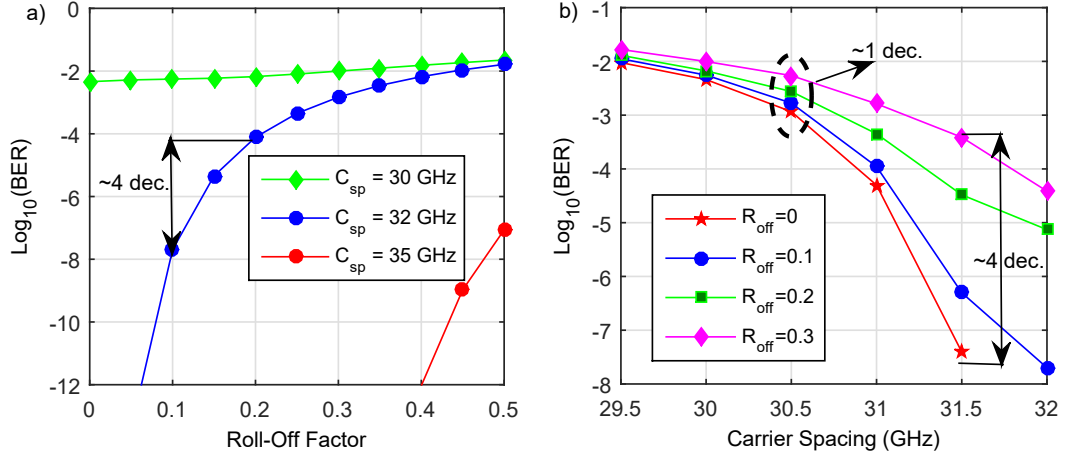 a)
0
-2
-4
-6
-8
-10
-12
Log10(BER)
~4 dec.
Csp = 30 GHz
Csp = 32 GHz
Csp = 35 GHz
0
0.1
0.2
0.3
0.4
0.5
Roll-Off Factor
b)
-1
-2
-3
-4
-5
-6
-7
-8
Log10(BER)
~1 dec.
~4 dec.
Roff=0
Roff=0.1
Roff=0.2
Roff=0.3
29.5
30
30.5
31
31.5
32
Carrier Spacing (GHz)